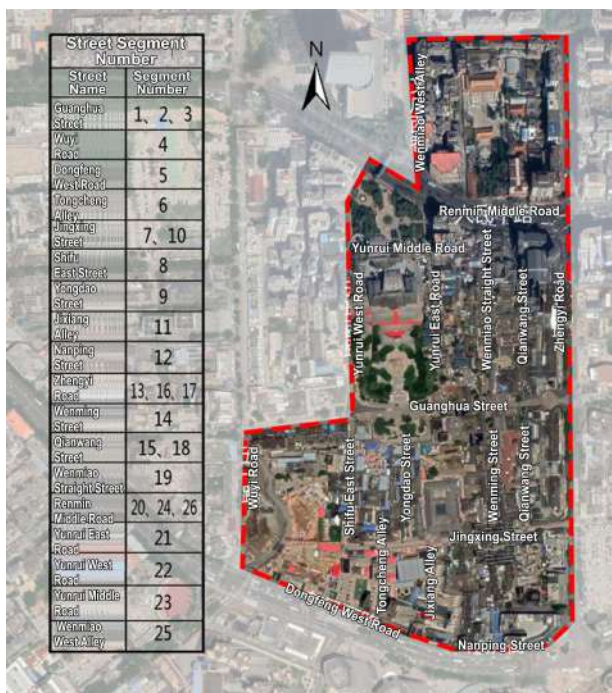 Street Segment
Number
Street
Name
Segment
Number
Guanghua
Street
1、2、3
Wuyi
Road
4
Dongfeng
West Road
5
Tongcheng
Alley
6
Jingxing
Street
7、10
Shifu
East Street
8
Yongdao
Street
9
Jixiang
Alley
11
Nanping
Street
12
Zhengyi
Road
13、16、17
Wenming
Street
14
Qianwang
Street
15、18
Wenmiao
Straight Street
19
Renmin
Middle Road
20、24、26
Yunrui East
Road
21
Yunrui West
Road
22
Yunrui Middle
Road
23
Wenmiao
West Alley
25
N
Wenmiao West Alley
Renmin Middle Road
Yunrui Middle Road
Yunrui West Road
Yunrui East Road
Wenmiao Straight Street
Qianwang Street
Zhengyi Road
Guanghua Street
Wuyi Road
Shifu East Street
Yongdao Street
Wenming Street
Qianwang Street
Jingxing Street
Tongcheng Alley
Jixiang Alley
Dongfeng West Road
Nanping Street